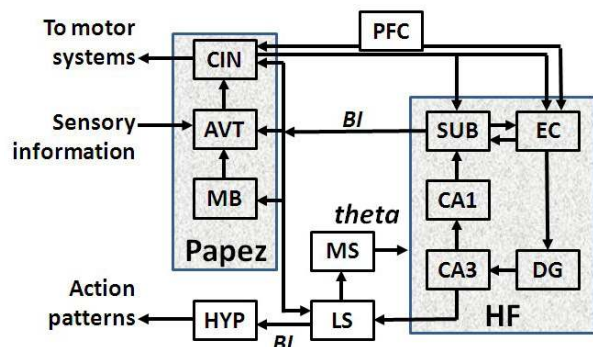 To motor
systems
PFC
CIN
Sensory
information
AVT
BI
SUB
EC
MB
CA1
theta
Papez
MS
CA3
DG
Action
patterns
HYP
BI
LS
HF